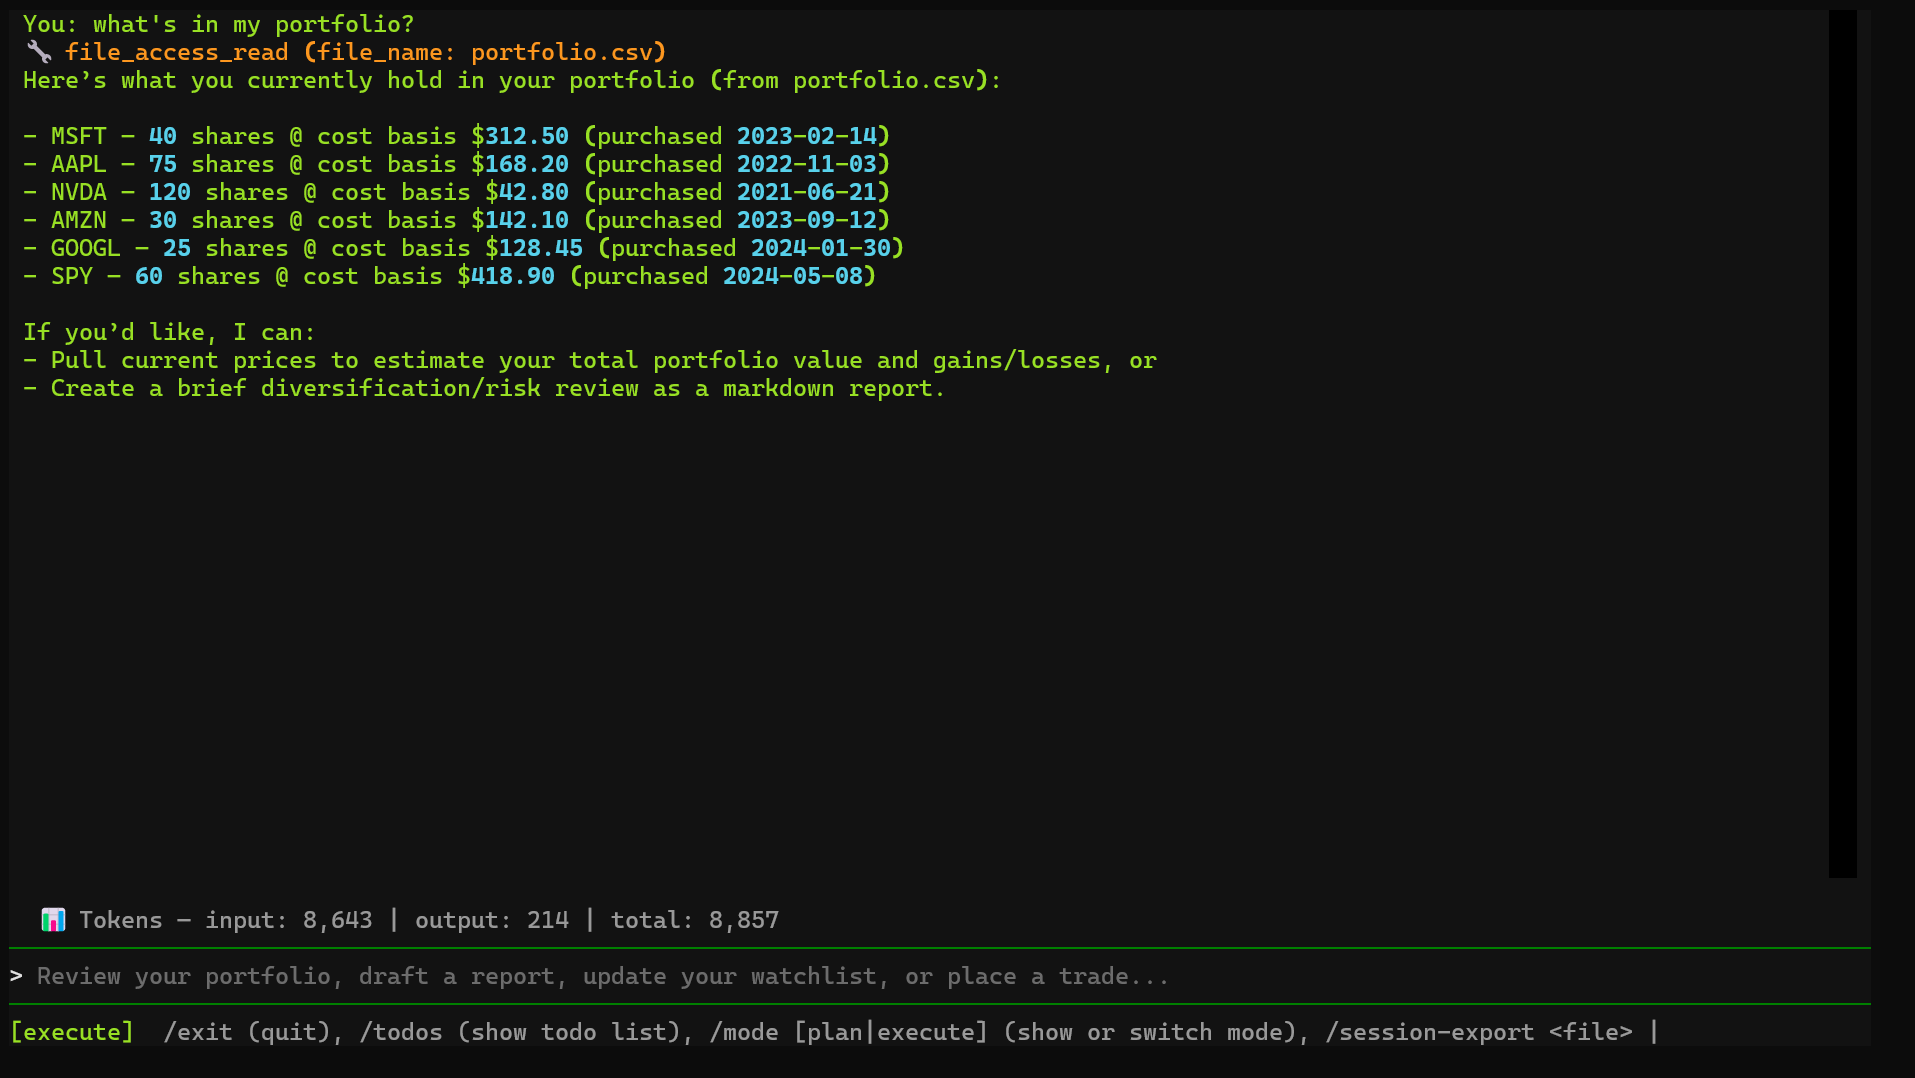 You: what's in my portfolio?
🔧 file_access_read (file_name: portfolio.csv)
Here’s what you currently hold in your portfolio (from portfolio.csv):
- MSFT – 40 shares @ cost basis $312.50 (purchased 2023-02-14)
- AAPL – 75 shares @ cost basis $168.20 (purchased 2022-11-03)
- NVDA – 120 shares @ cost basis $42.80 (purchased 2021-06-21)
- AMZN – 30 shares @ cost basis $142.10 (purchased 2023-09-12)
- GOOGL – 25 shares @ cost basis $128.45 (purchased 2024-01-30)
- SPY – 60 shares @ cost basis $418.90 (purchased 2024-05-08)
If you’d like, I can:
- Pull current prices to estimate your total portfolio value and gains/losses, or
- Create a brief diversification/risk review as a markdown report.
📊 Tokens — input: 8,643 | output: 214 | total: 8,857
> Review your portfolio, draft a report, update your watchlist, or place a trade...
[execute] /exit (quit), /todos (show todo list), /mode [plan|execute] (show or switch mode), /session-export <file> |